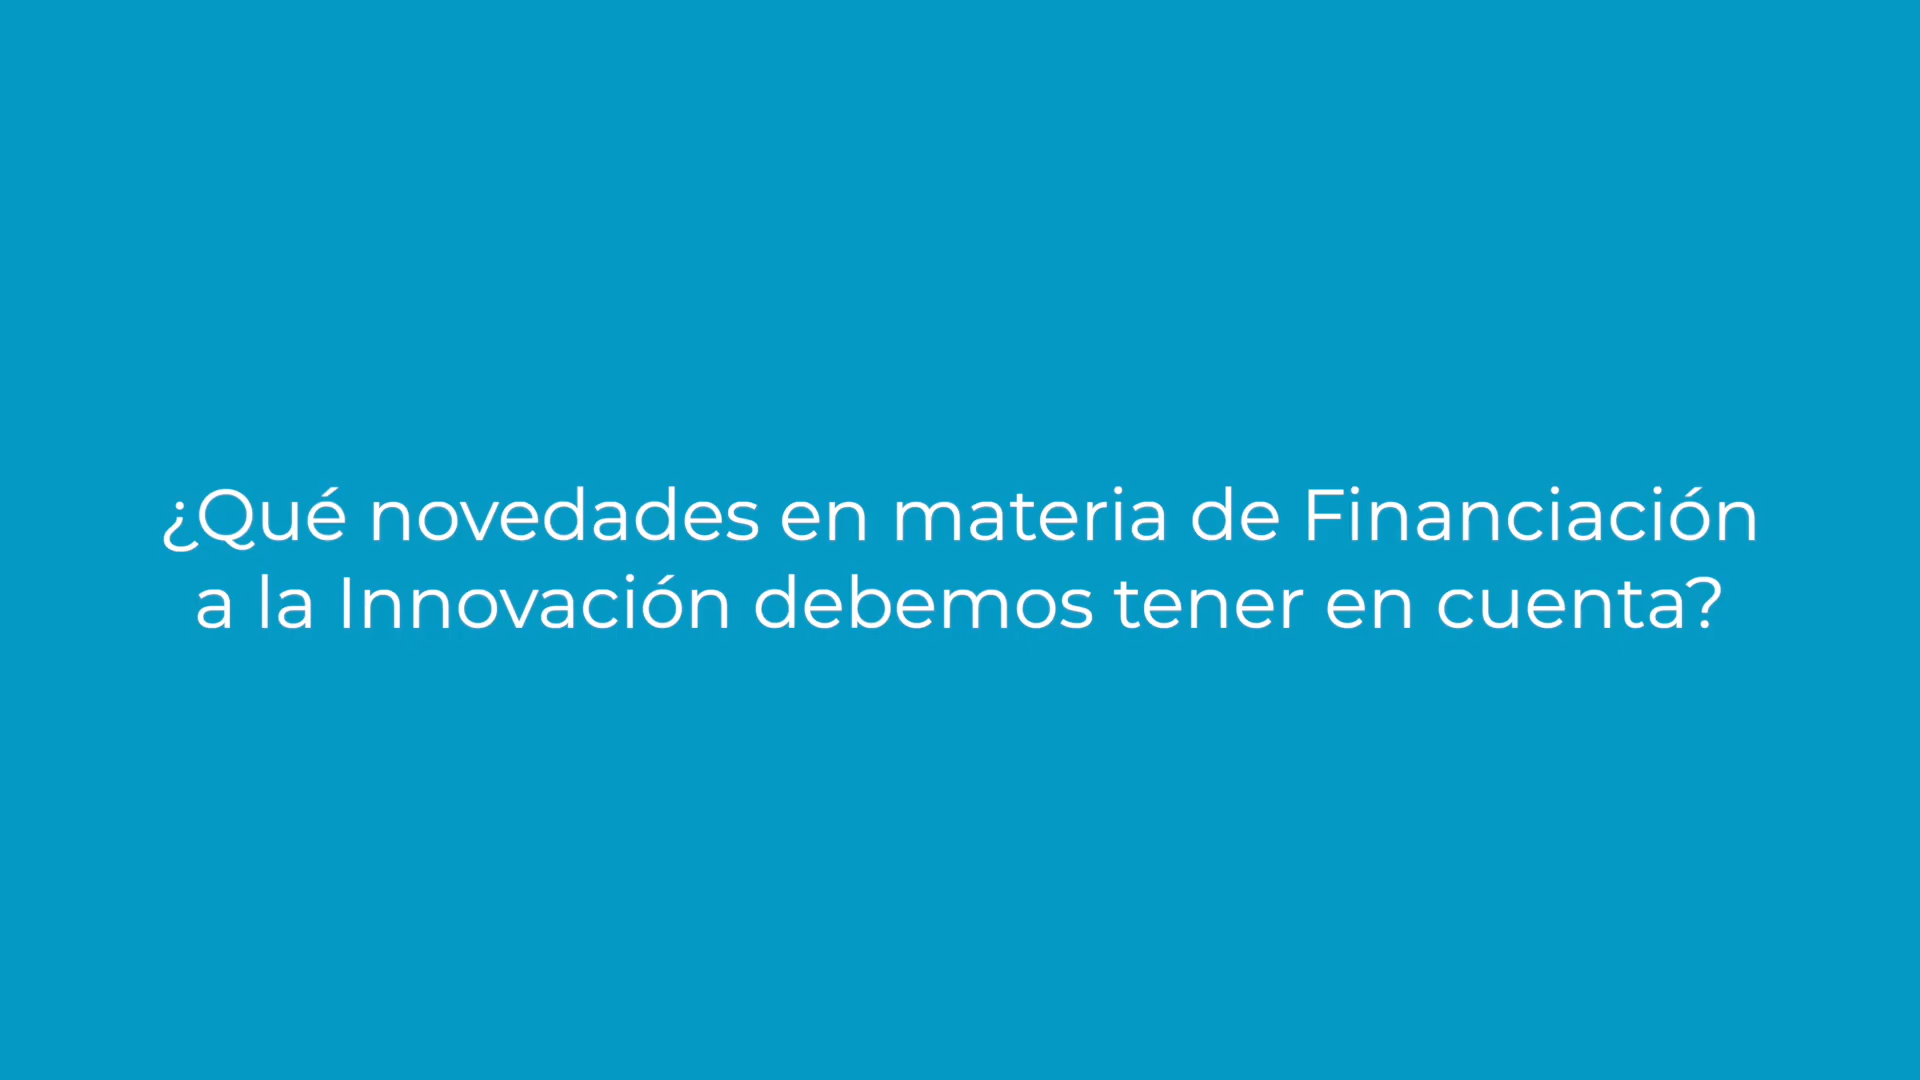 ¿Qué novedades en materia de Financiación
a la Innovación debemos tener en cuenta?